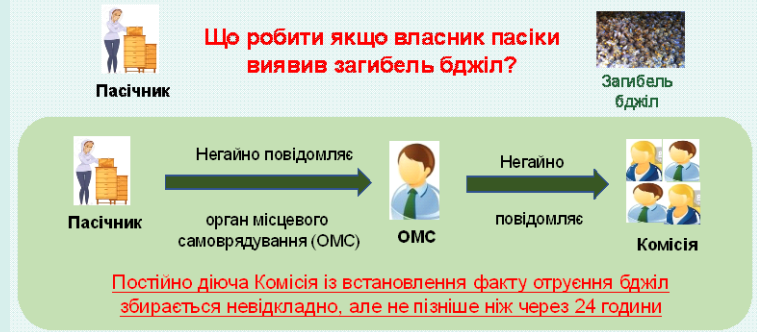 Що робити якщо власник пасіки
виявив загибель бджіл?
Пасічник
Загибель
бджіл
Негайно повідомляє
Негайно
орган місцевого
самоврядування (ОМС)
повідомляє
Пасічник
ОМС
Комісія
Постійно діюча Комісія із встановлення факту отруєння бджіл
збирається невідкладно, але не пізніше ніж через 24 години